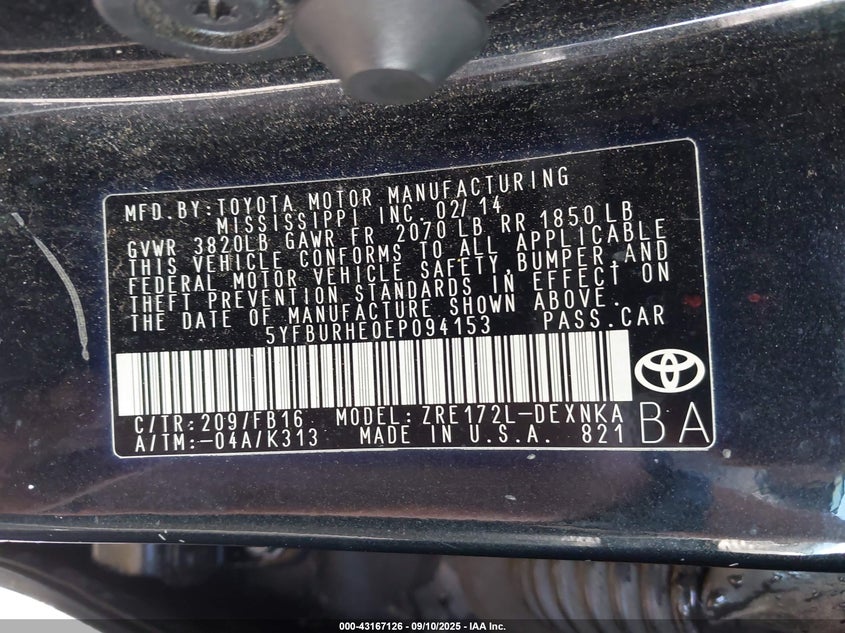 MFD.BY:TOYOTA MOTOR MANUFACTURING
MISSISSIPPI INC. 02/14
GVWR 3820LB GAWR FR 2070 LB RR 1850 LB
THIS VEHICLE CONFORMS TO ALL APPLICABLE
FEDERAL MOTOR VEHICLE SAFETY,BUMPER AND
THEFT PREVENTION STANDARDS IN EFFECT ON
THE DATE OF MANUFACTURE SHOWN ABOVE.
5YFBURHE0EP094153 PASS.CAR
C/TR:209/FB16 MODEL:ZRE172L-DEXNKA
A/TM:-04A/K313 MADE IN U.S.A. 821
BA
000-43167126 - 09/10/2025 - IAA Inc.